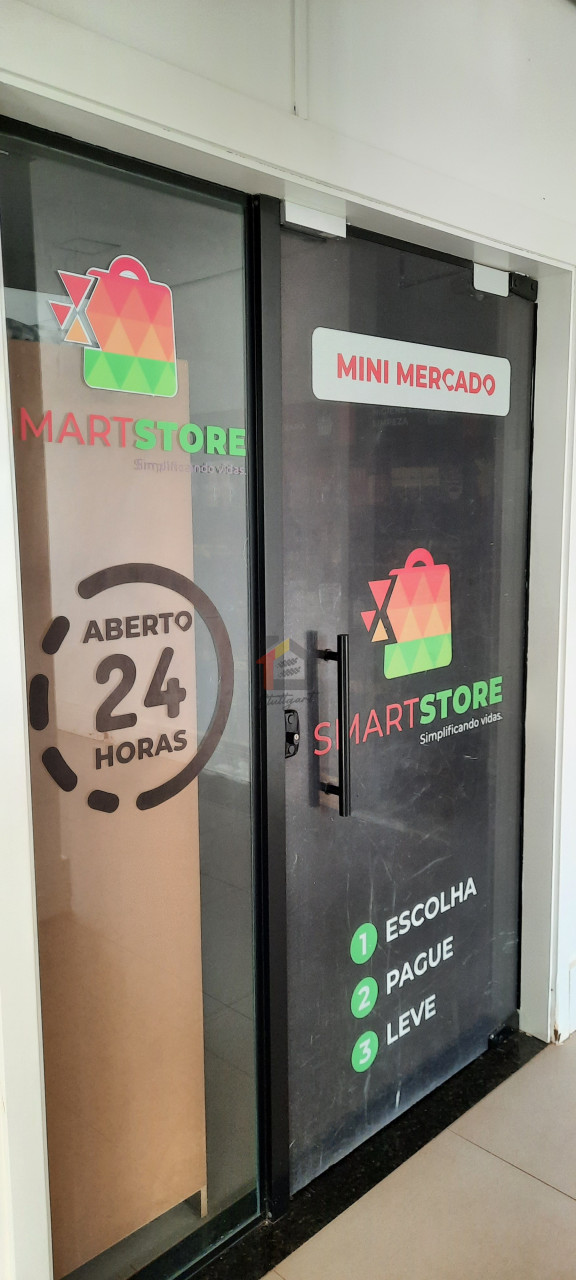 MARTSTORE
Simplificando vidas.
ABERTO
24
HORAS
MINI MERCADO
SMARTSTORE
Simplificando vidas.
1 ESCOLHA
2 PAGUE
3 LEVE